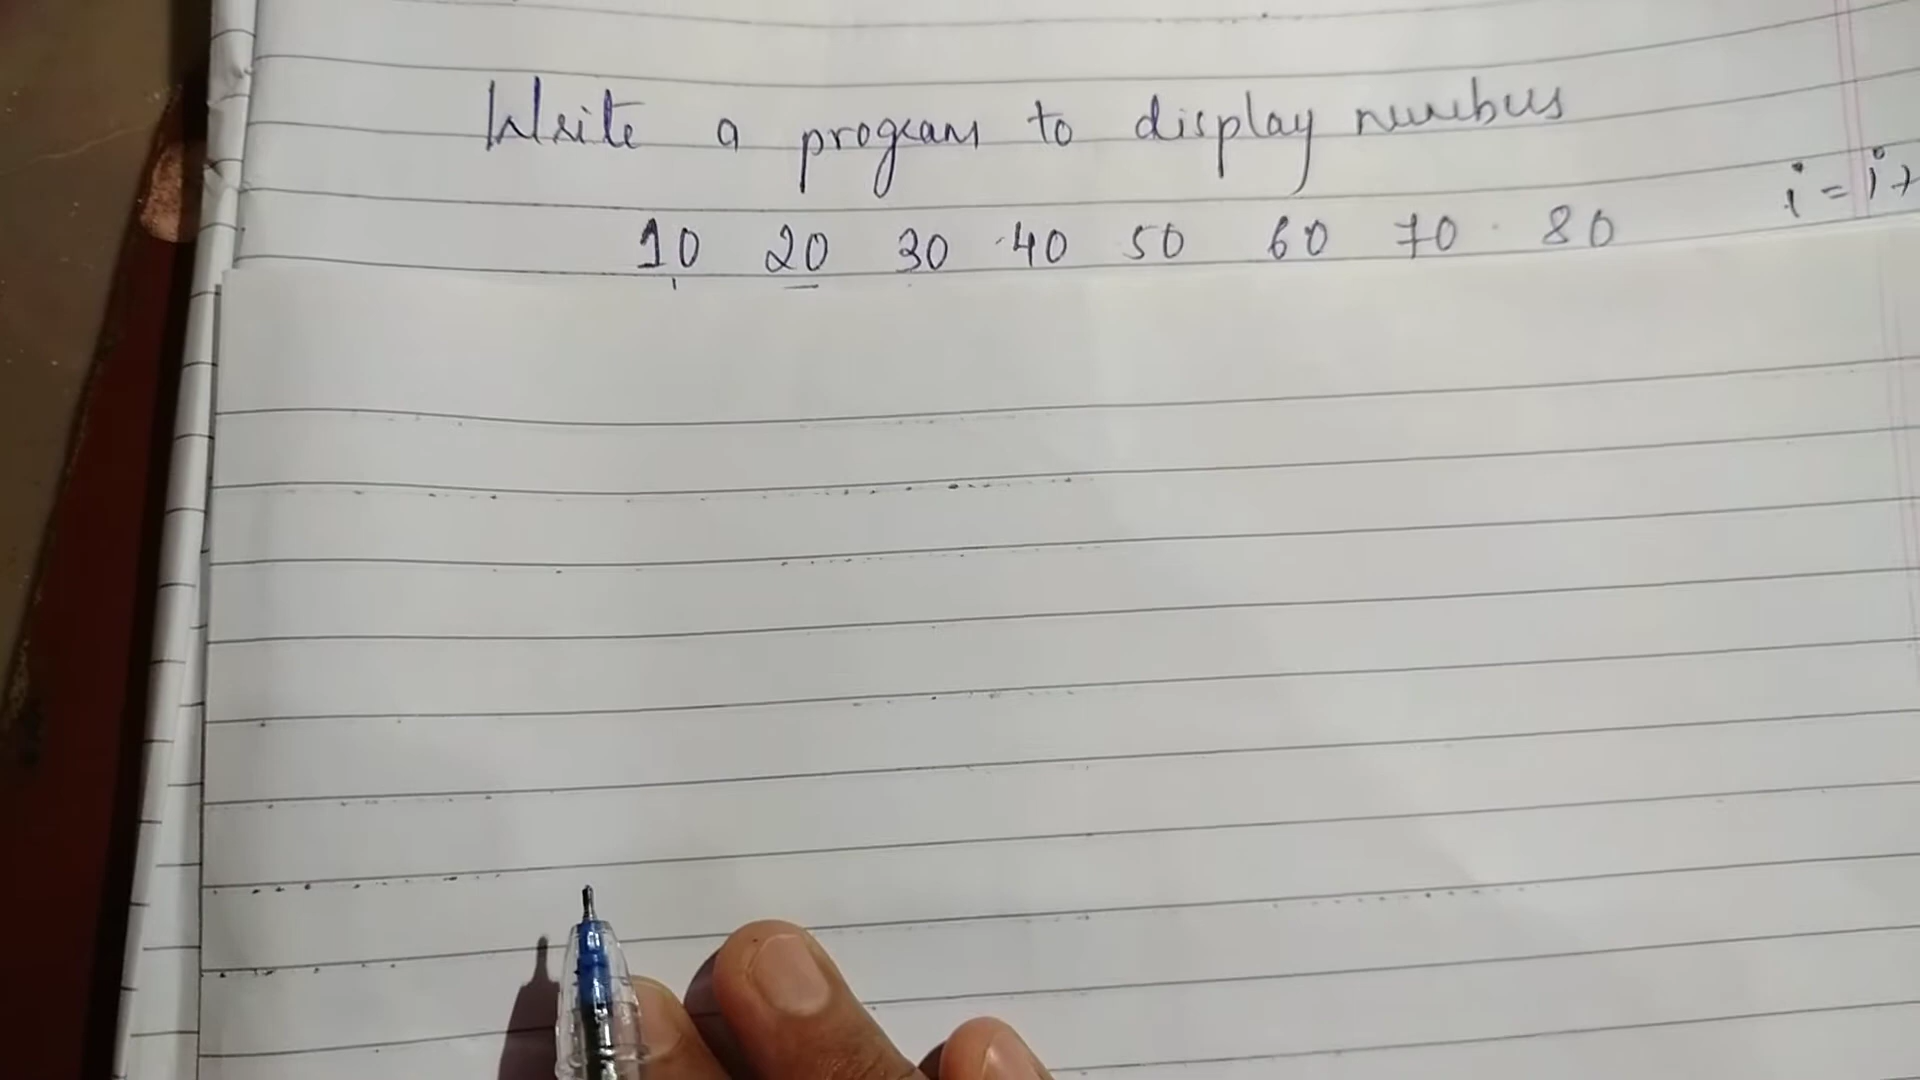 Write a program to display numbers
10 20 30 40 50 60 70 80
i = i +